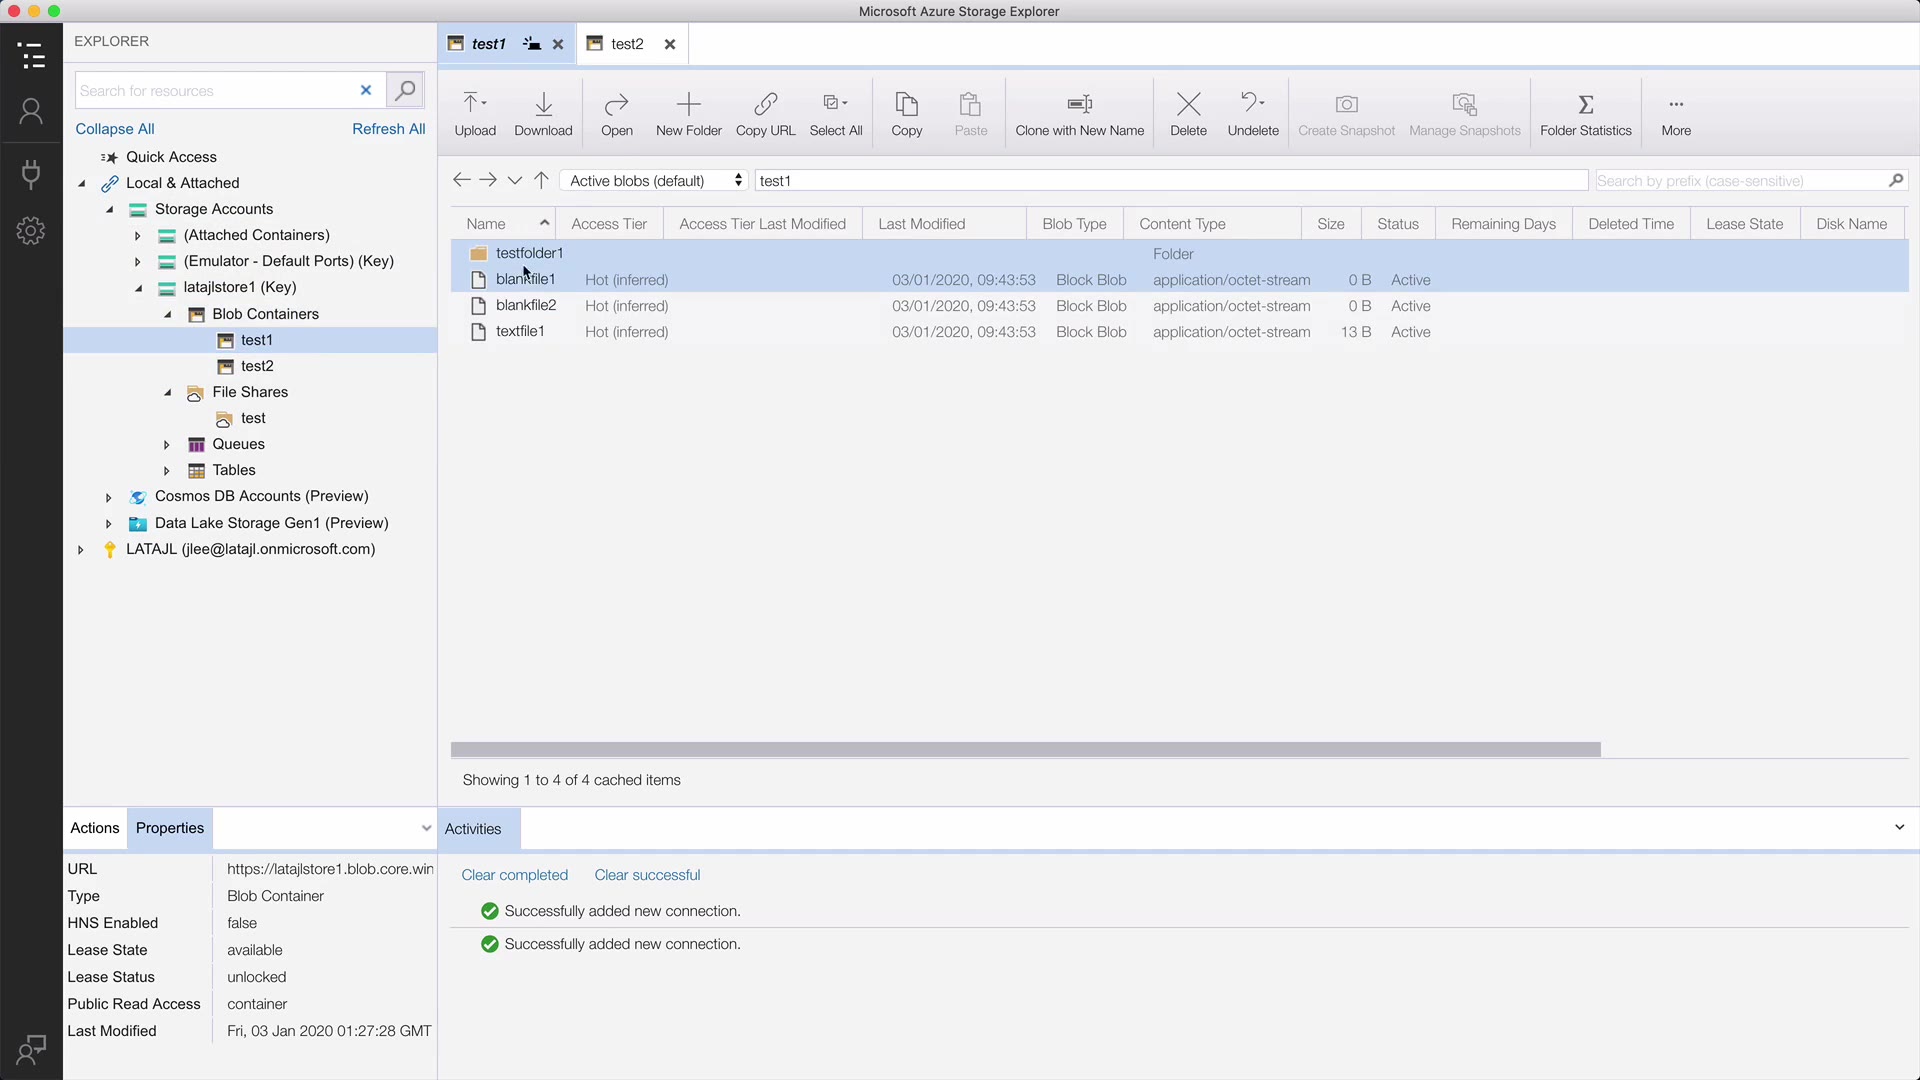 Microsoft Azure Storage Explorer
EXPLORER
Search for resources
Collapse All
Refresh All
Quick Access
Local & Attached
Storage Accounts
(Attached Containers)
(Emulator - Default Ports) (Key)
latajlstore1 (Key)
Blob Containers
test1
test2
File Shares
test
Queues
Tables
Cosmos DB Accounts (Preview)
Data Lake Storage Gen1 (Preview)
LATAJL (jlee@latajl.onmicrosoft.com)
test1
test2
Upload
Download
Open
New Folder
Copy URL
Select All
Copy
Paste
Clone with New Name
Delete
Undelete
Create Snapshot
Manage Snapshots
Folder Statistics
More
Active blobs (default)
test1
Search by prefix (case-sensitive)
Name Access Tier Access Tier Last Modified Last Modified Blob Type Content Type Size Status Remaining Days Deleted Time Lease State Disk Name
testfolder1 Folder
blankfile1 Hot (inferred) 03/01/2020, 09:43:53 Block Blob application/octet-stream 0 B Active
blankfile2 Hot (inferred) 03/01/2020, 09:43:53 Block Blob application/octet-stream 0 B Active
textfile1 Hot (inferred) 03/01/2020, 09:43:53 Block Blob application/octet-stream 13 B Active
Showing 1 to 4 of 4 cached items
Actions
Properties
URL https://latajlstore1.blob.core.win
Type Blob Container
HNS Enabled false
Lease State available
Lease Status unlocked
Public Read Access container
Last Modified Fri, 03 Jan 2020 01:27:28 GMT
Activities
Clear completed
Clear successful
Successfully added new connection.
Successfully added new connection.